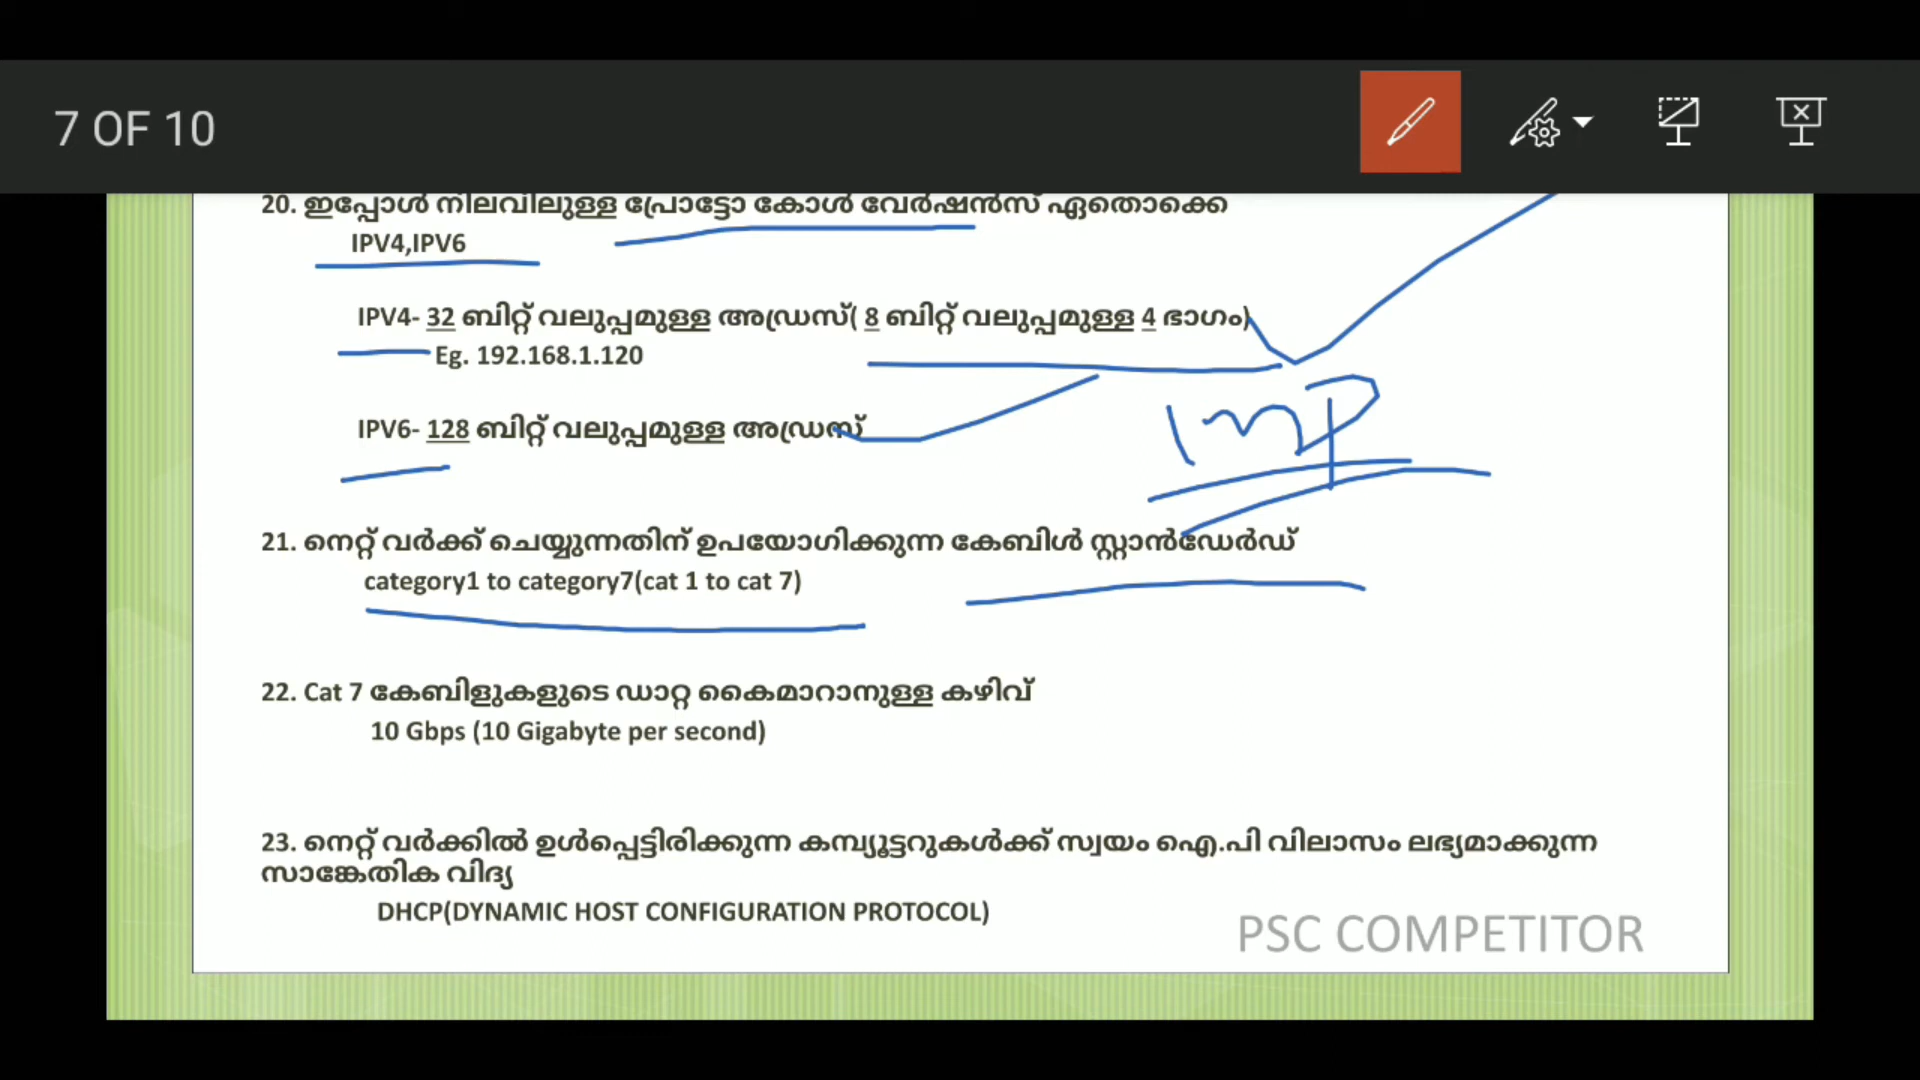 7 OF 10
20. ഇപ്പോൾ നിലവിലുള്ള പ്രോട്ടോ കോൾ വേർഷൻസ് ഏതൊക്കെ
IPV4,IPV6
IPV4- 32 ബിറ്റ് വലുപ്പമുള്ള അഡ്രസ്( 8 ബിറ്റ് വലുപ്പമുള്ള 4 ഭാഗം)
Eg. 192.168.1.120
IPV6- 128 ബിറ്റ് വലുപ്പമുള്ള അഡ്രസ്
Imp
21. നെറ്റ് വർക്ക് ചെയ്യുന്നതിന് ഉപയോഗിക്കുന്ന കേബിൾ സ്റ്റാൻഡേർഡ്
category1 to category7(cat 1 to cat 7)
22. Cat 7 കേബിളുകളുടെ ഡാറ്റ കൈമാറാനുള്ള കഴിവ്
10 Gbps (10 Gigabyte per second)
23. നെറ്റ് വർക്കിൽ ഉൾപ്പെട്ടിരിക്കുന്ന കമ്പ്യൂട്ടറുകൾക്ക് സ്വയം ഐ.പി വിലാസം ലഭ്യമാക്കുന്ന
സാങ്കേതിക വിദ്യ
DHCP(DYNAMIC HOST CONFIGURATION PROTOCOL)
PSC COMPETITOR